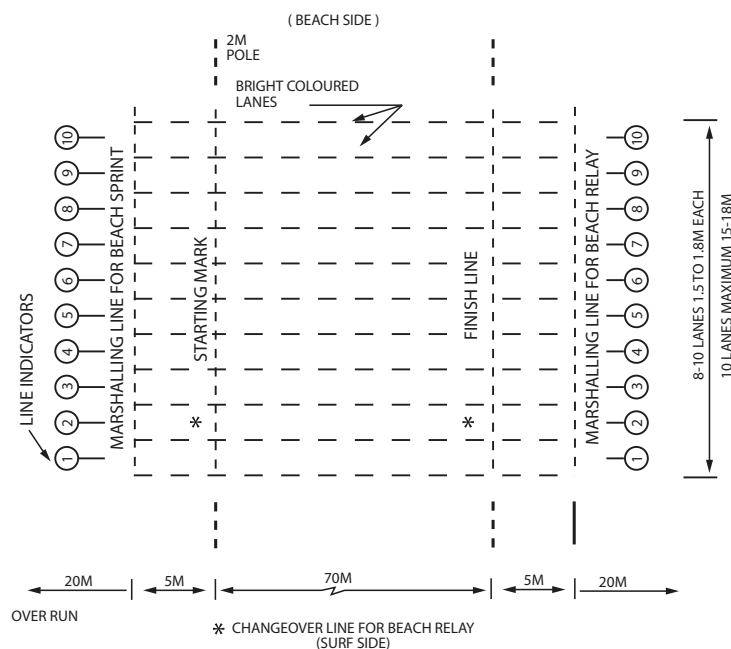 ( BEACH SIDE )
2M
POLE
BRIGHT COLOURED
LANES
10
9
8
7
6
5
4
3
2
1
LINE INDICATORS
MARSHALLING LINE FOR BEACH SPRINT
STARTING MARK
FINISH LINE
MARSHALLING LINE FOR BEACH RELAY
10
9
8
7
6
5
4
3
2
1
8-10 LANES 1.5 TO 1.8M EACH
10 LANES MAXIMUM 15-18M
*
*
20M
5M
70M
5M
20M
OVER RUN
* CHANGEOVER LINE FOR BEACH RELAY
(SURF SIDE)